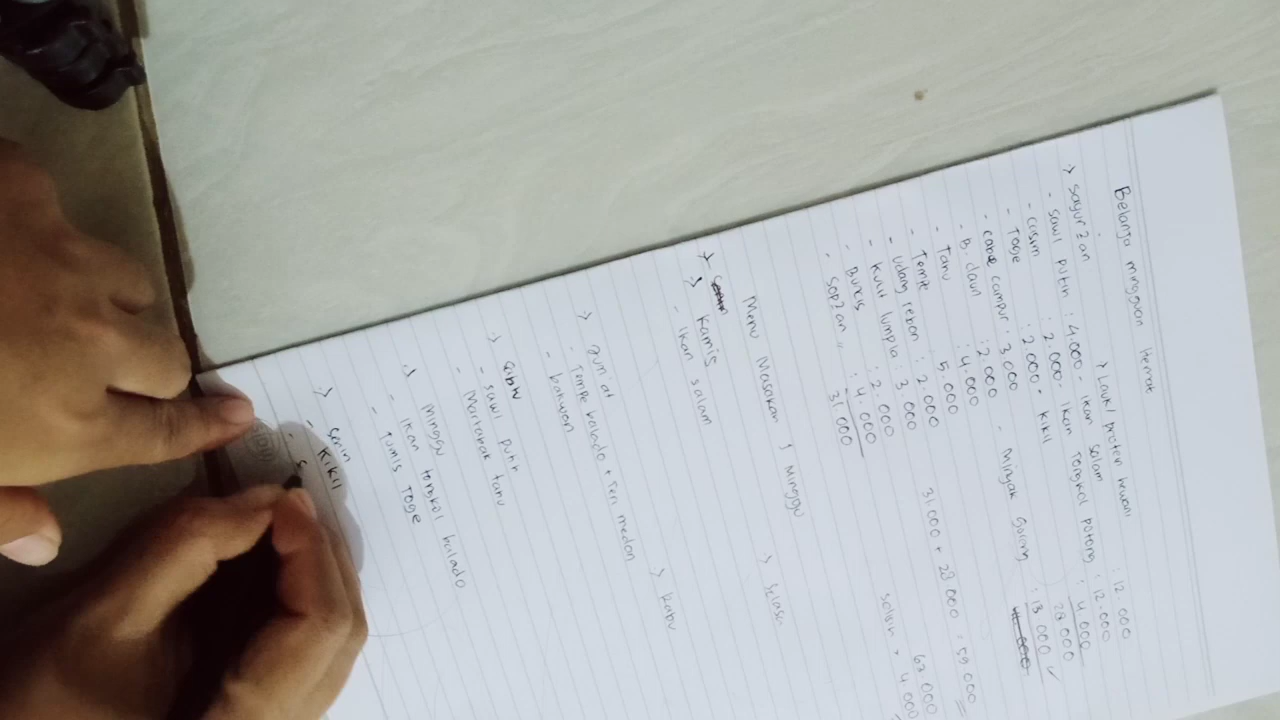 Belanja mingguan hemat
> Sayur2an
- sawi putih : 4.000
- caisim : 2.000
- Toge : 2.000
- cabe campur : 3.000
- B. daun : 2.000
- Tahu : 4.000
- Tempe : 5.000
- Udang rebon : 2.000
- Kulit lumpia : 3.000
- Buncis : 2.000
- Sop2an : 4.000
31.000
> Lauk/protein hewani
- ikan salam : 12.000
- ikan tongkol potong : 12.000
- kikil : 4.000
28.000
- Minyak Goreng : 13.000 ✓
31.000 + 28.000 = 59.000
63.000
selisih > 4.000
Menu Masakan 1 Minggu
> Kamis
- Ikan salam
> Jum'at
- Tempe balado + teri medan
- bakwan
> Sabtu
- sawi putih
- Martabak tahu
> Minggu
- Ikan tongkol balado
- Tumis Toge
> Senin
- Kikil
- S
> Selasa
> Rabu